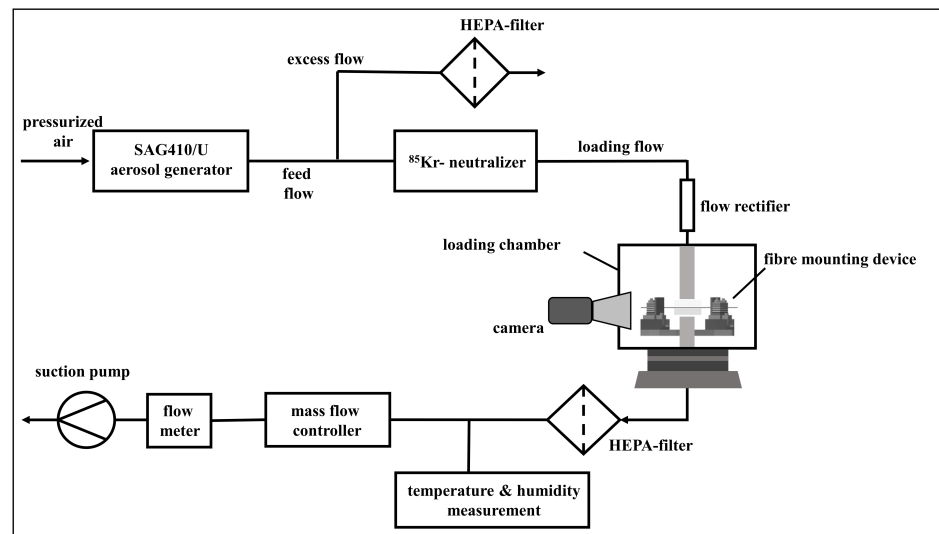 HEPA-filter
excess flow
pressurized
air
SAG410/U
aerosol generator
feed
flow
⁸⁵Kr- neutralizer
loading flow
flow rectifier
loading chamber
fibre mounting device
camera
suction pump
flow
meter
mass flow
controller
HEPA-filter
temperature & humidity
measurement